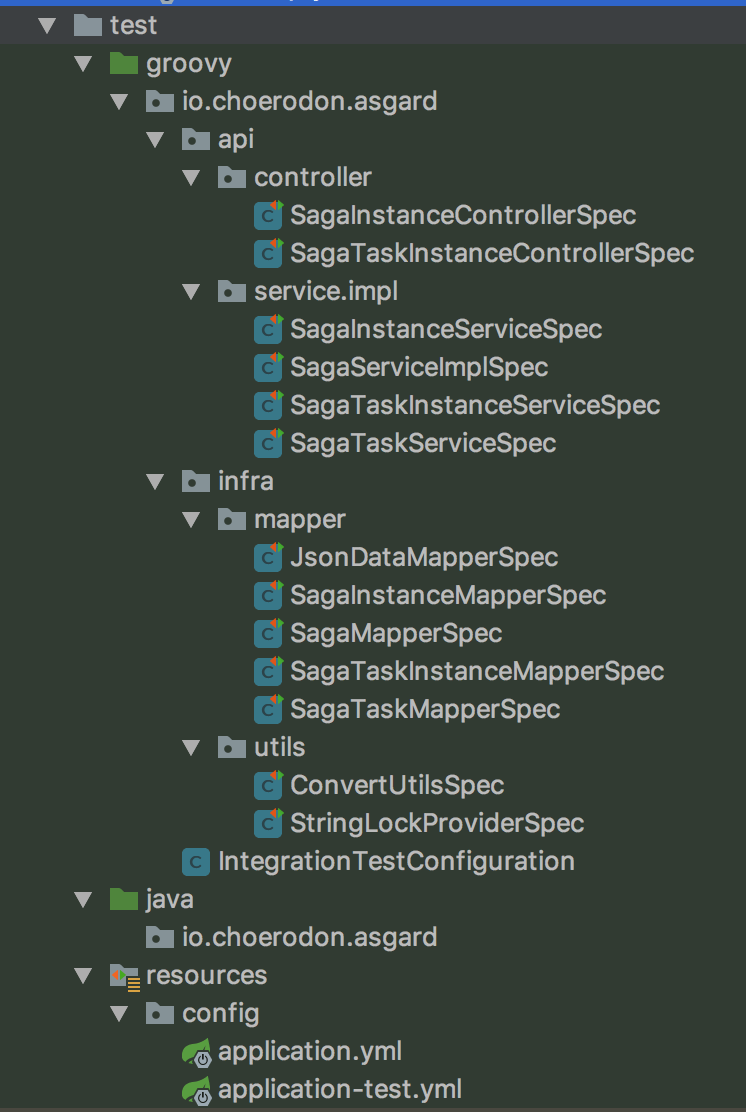 test
groovy
io.choerodon.asgard
api
controller
SagaInstanceControllerSpec
SagaTaskInstanceControllerSpec
service.impl
SagaInstanceServiceSpec
SagaServiceImplSpec
SagaTaskInstanceServiceSpec
SagaTaskServiceSpec
infra
mapper
JsonDataMapperSpec
SagaInstanceMapperSpec
SagaMapperSpec
SagaTaskInstanceMapperSpec
SagaTaskMapperSpec
utils
ConvertUtilsSpec
StringLockProviderSpec
IntegrationTestConfiguration
java
io.choerodon.asgard
resources
config
application.yml
application-test.yml